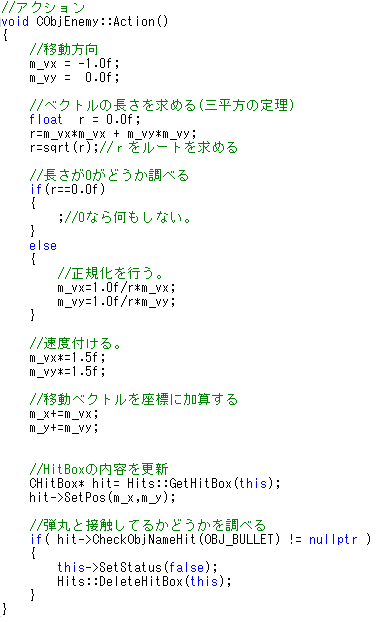 //アクション
void CObjEnemy::Action()
{
//移動方向
m_vx = -1.0f;
m_vy =  0.0f;
//ベクトルの長さを求める(三平方の定理)
float  r = 0.0f;
r=m_vx*m_vx + m_vy*m_vy;
r=sqrt(r);//ｒをルートを求める
//長さが0がどうか調べる
if(r==0.0f)
{
;//0なら何もしない。
}
else
{
//正規化を行う。
m_vx=1.0f/r*m_vx;
m_vy=1.0f/r*m_vy;
}
//速度付ける。
m_vx*=1.5f;
m_vy*=1.5f;
//移動ベクトルを座標に加算する
m_x+=m_vx;
m_y+=m_vy;
//HitBoxの内容を更新
CHitBox* hit= Hits::GetHitBox(this);
hit->SetPos(m_x,m_y);
//弾丸と接触してるかどうかを調べる
if( hit->CheckObjNameHit(OBJ_BULLET) != nullptr )
{
this->SetStatus(false);
Hits::DeleteHitBox(this);
}
}